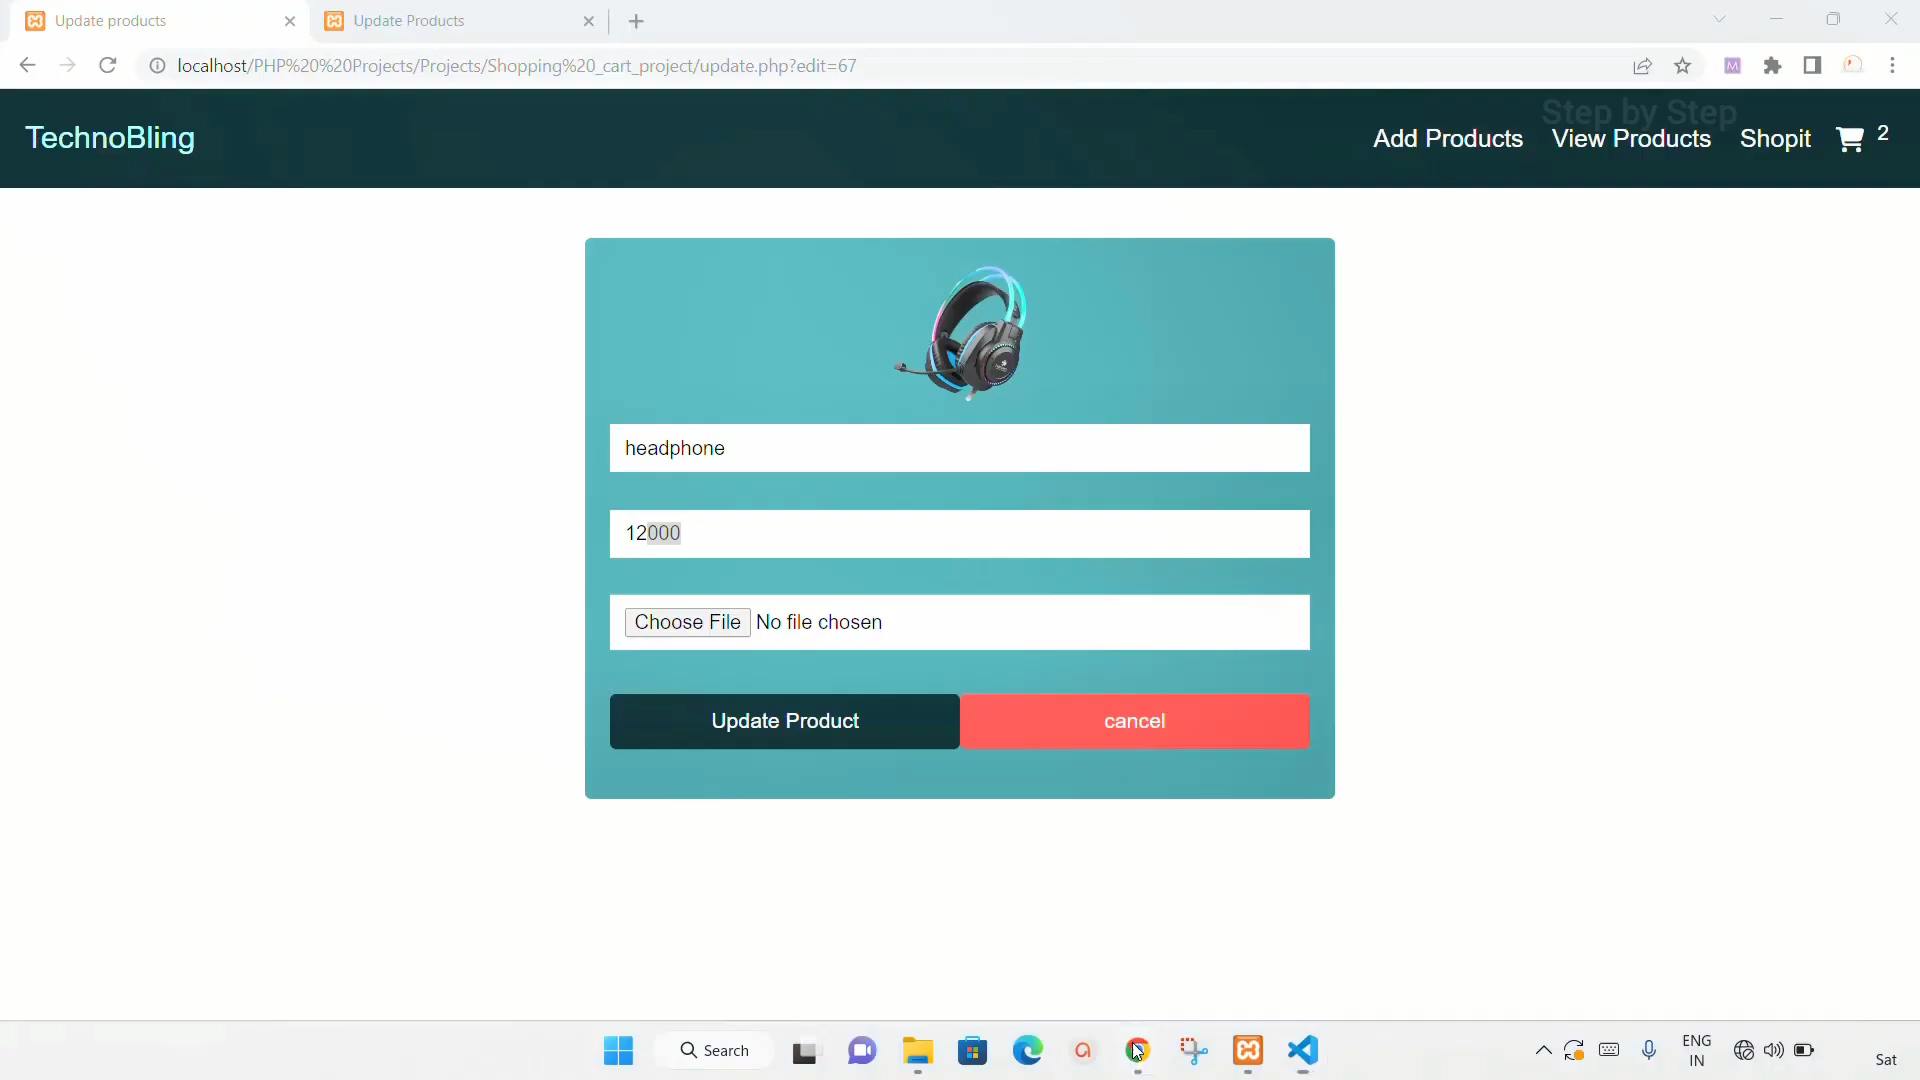 Update products
Update Products
localhost/PHP%20%20Projects/Projects/Shopping%20_cart_project/update.php?edit=67
Step by Step
TechnoBling
Add Products
View Products
Shopit
2
headphone
12000
Choose File No file chosen
Update Product
cancel
Search
ENG
IN
Sat